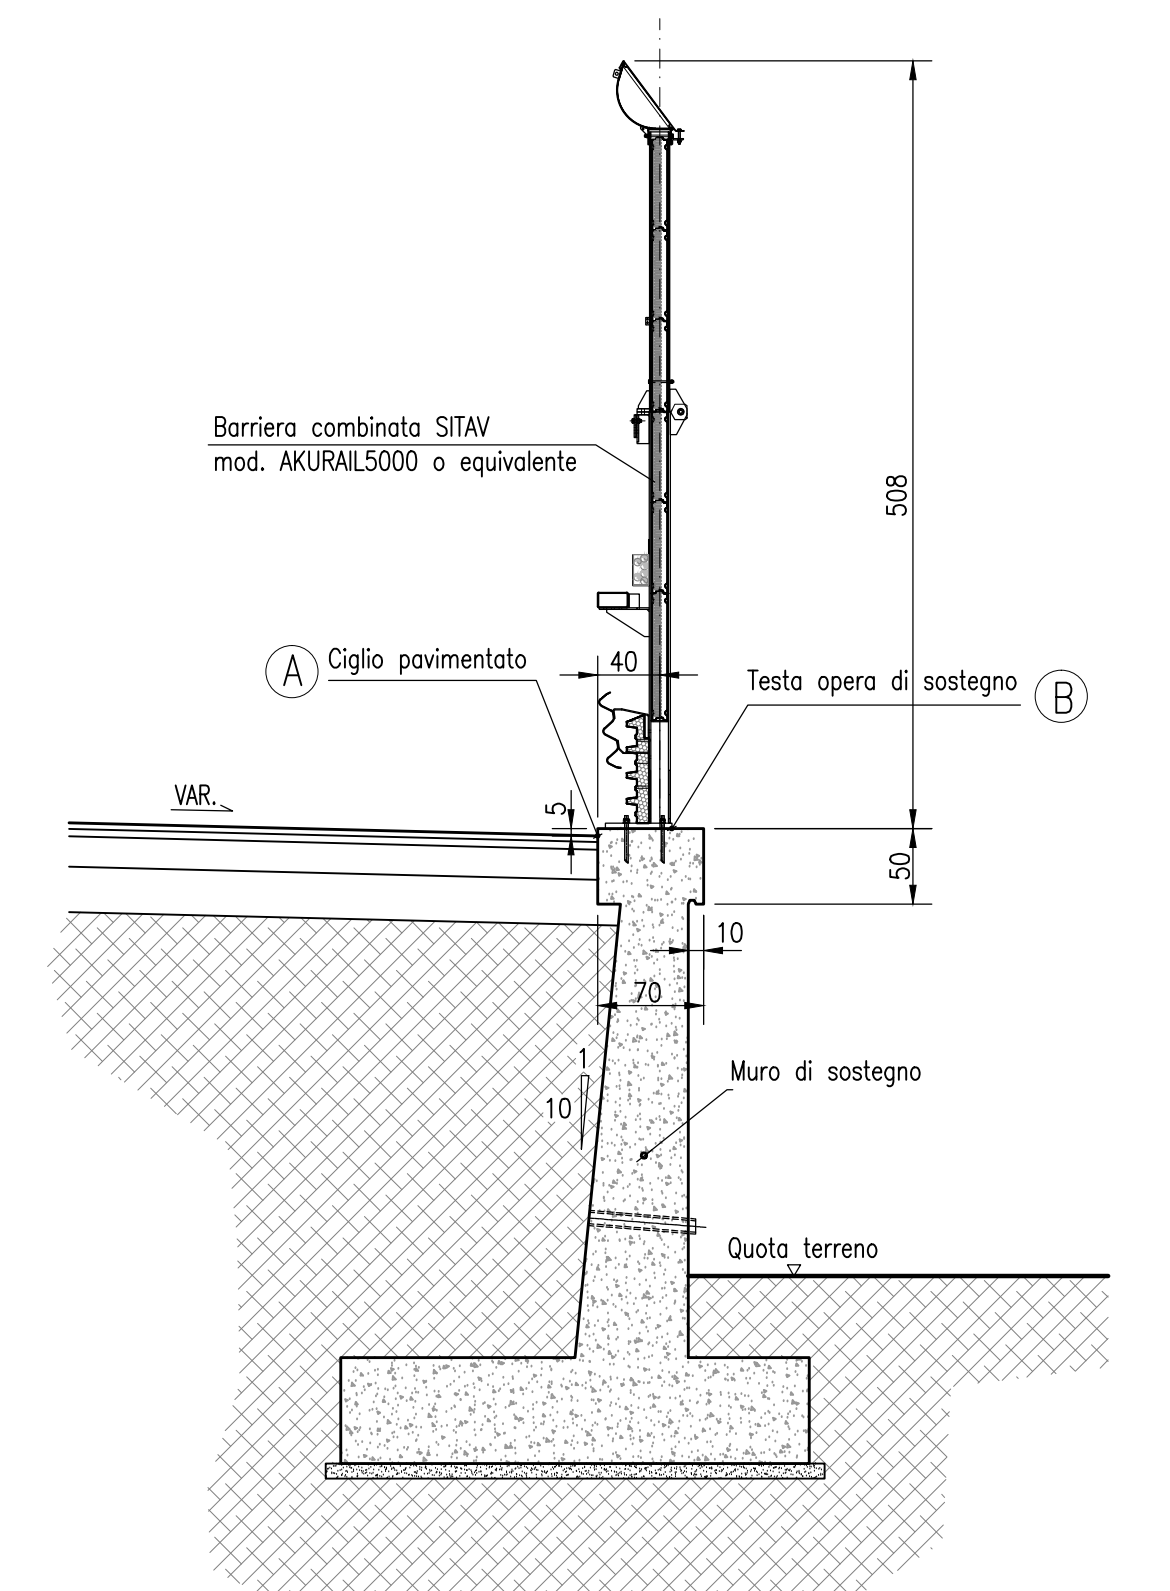 508
Barriera combinata SITAV
mod. AKURAIL5000 o equivalente
A
Ciglio pavimentato
40
Testa opera di sostegno
B
VAR.
5
50
10
70
1
10
Muro di sostegno
Quota terreno